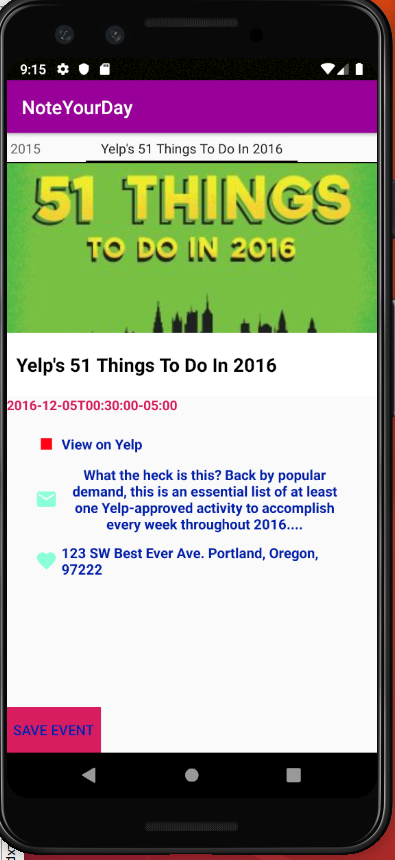 9:15
NoteYourDay
2015
Yelp's 51 Things To Do In 2016
51 THINGS
TO DO IN 2016
Yelp's 51 Things To Do In 2016
2016-12-05T00:30:00-05:00
View on Yelp
What the heck is this? Back by popular
demand, this is an essential list of at least
one Yelp-approved activity to accomplish
every week throughout 2016....
123 SW Best Ever Ave. Portland, Oregon,
97222
SAVE EVENT